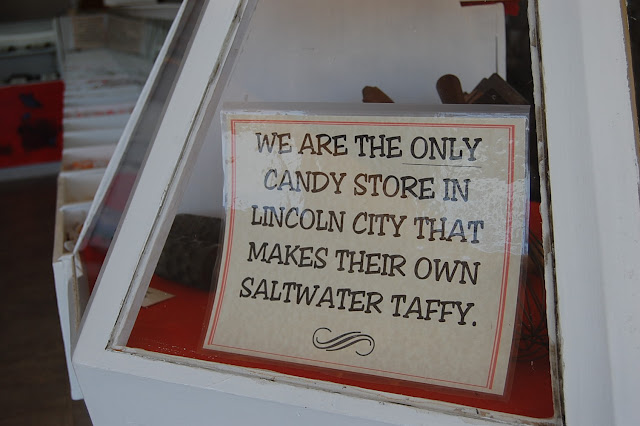 WE ARE THE ONLY
CANDY STORE IN
LINCOLN CITY THAT
MAKES THEIR OWN
SALTWATER TAFFY.